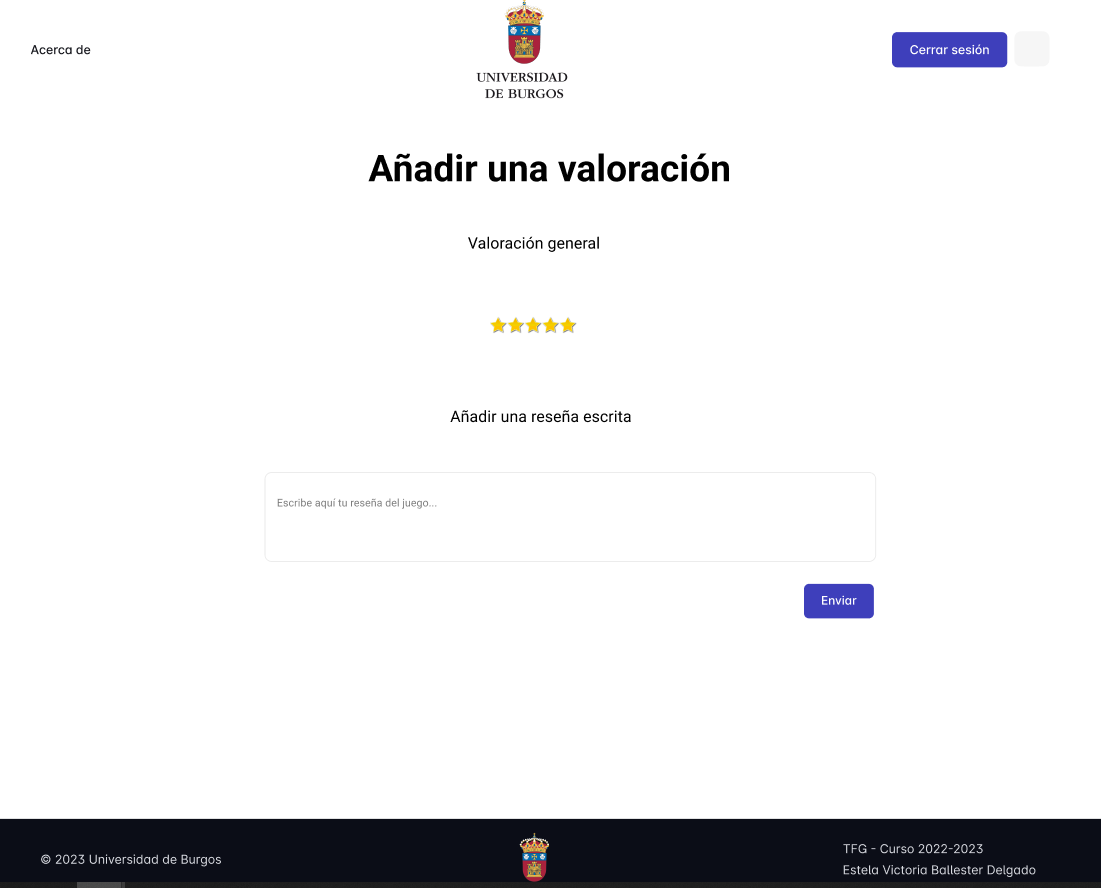 Acerca de
UNIVERSIDAD
DE BURGOS
Cerrar sesión
Añadir una valoración
Valoración general
Añadir una reseña escrita
Escribe aquí tu reseña del juego...
Enviar
© 2023 Universidad de Burgos
TFG - Curso 2022-2023
Estela Victoria Ballester Delgado